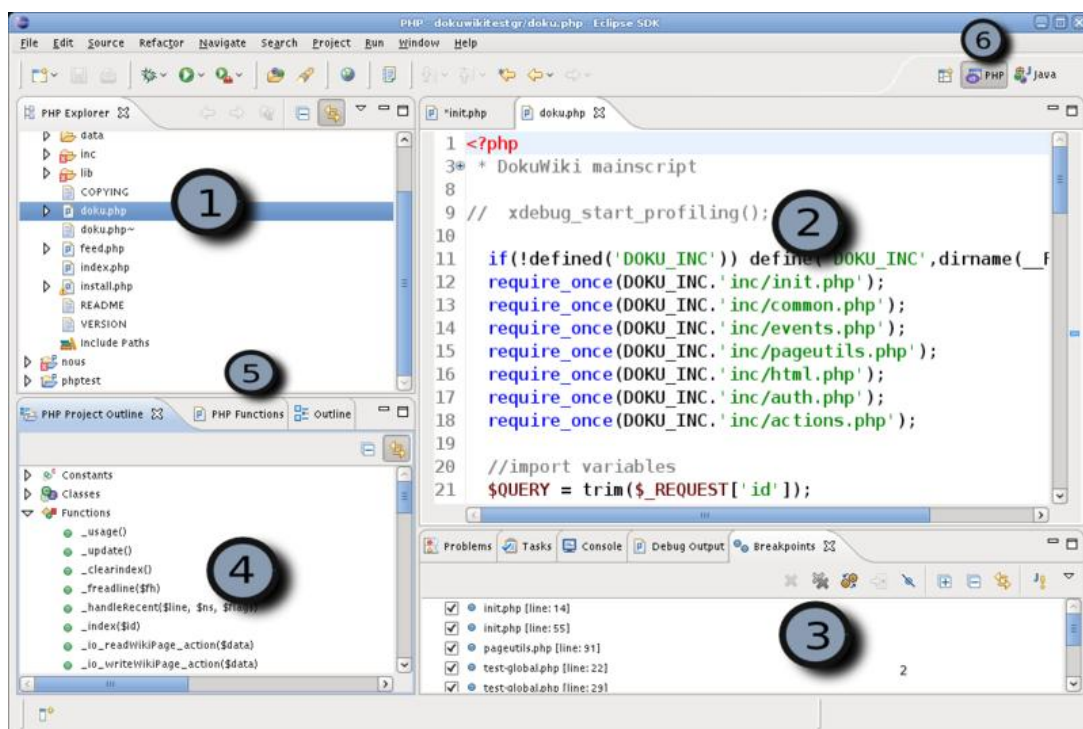 PHP - dokuwikitestgr/doku.php - Eclipse SDK
File Edit Source Refactor Navigate Search Project Run Window Help
6
PHP Java
PHP Explorer
data
inc
lib
COPYING
doku.php
doku.php~
feed.php
index.php
install.php
README
VERSION
Include Paths
nous
phptest
1
5
*init.php doku.php
1 <?php
3 * DokuWiki mainscript
8
9 // xdebug_start_profiling();
10
11 if(!defined('DOKU_INC')) define('DOKU_INC',dirname(__F
12 require_once(DOKU_INC.'inc/init.php');
13 require_once(DOKU_INC.'inc/common.php');
14 require_once(DOKU_INC.'inc/events.php');
15 require_once(DOKU_INC.'inc/pageutils.php');
16 require_once(DOKU_INC.'inc/html.php');
17 require_once(DOKU_INC.'inc/auth.php');
18 require_once(DOKU_INC.'inc/actions.php');
19
20 //import variables
21 $QUERY = trim($_REQUEST['id']);
2
PHP Project Outline PHP Functions Outline
Constants
Classes
Functions
_usage()
_update()
_clearindex()
_freadline($fh)
_handleRecent($line, $ns, $flags)
_index($id)
_io_readWikiPage_action($data)
_io_writeWikiPage_action($data)
4
Problems Tasks Console Debug Output Breakpoints
init.php [line: 14]
init.php [line: 55]
pageutils.php [line: 91]
test-global.php [line: 22] 2
test-global.php [line: 29]
3